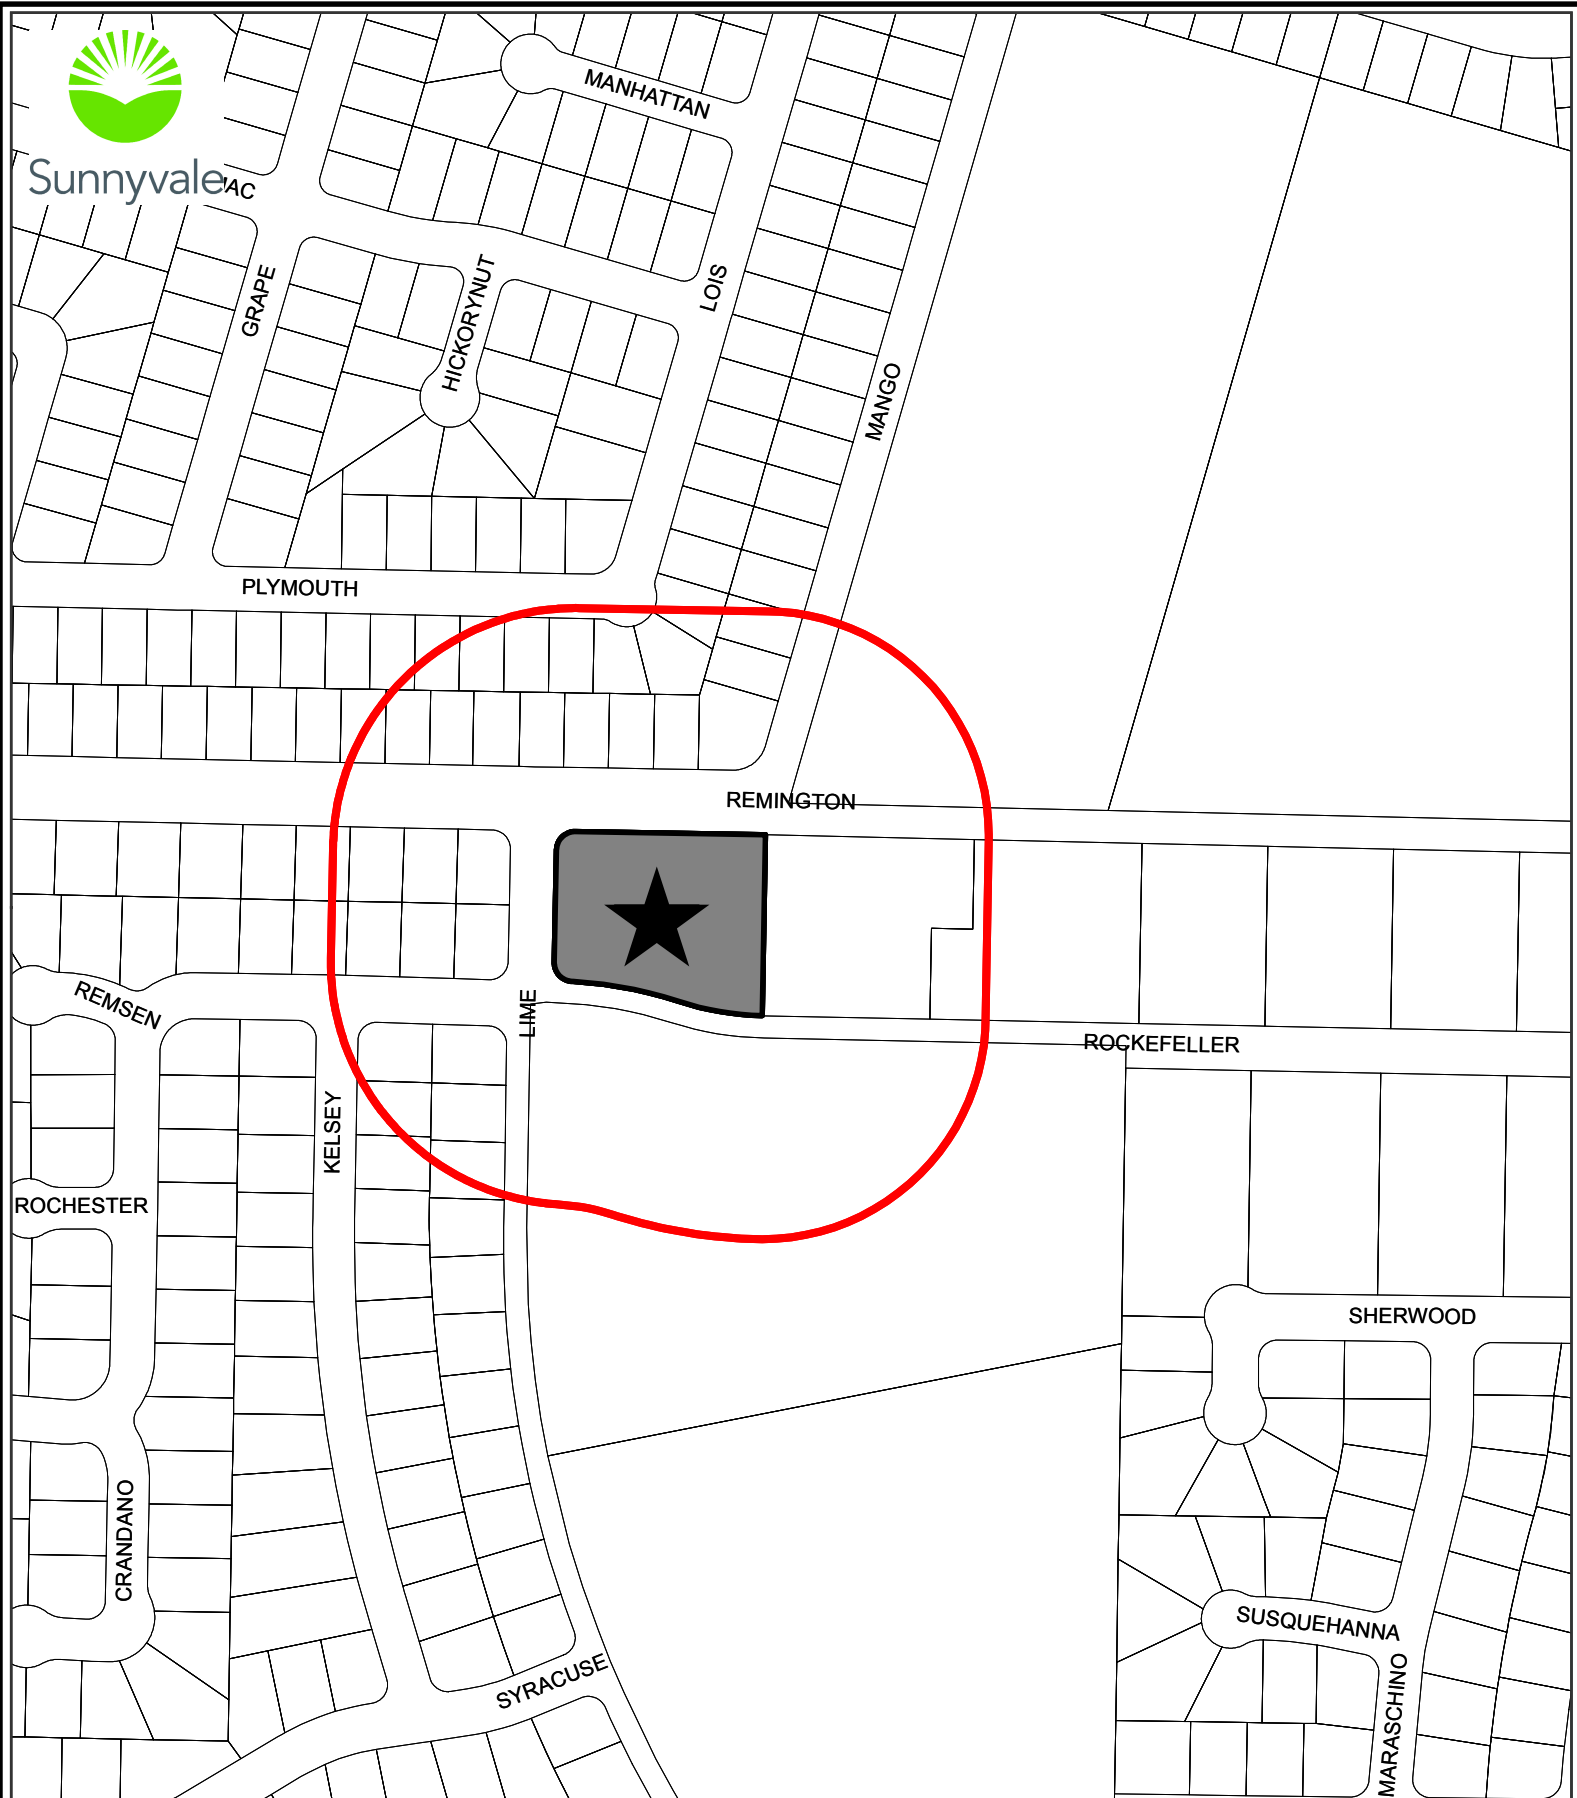 MANHATTAN
Sunnyvale
AC
GRAPE
HICKORYNUT
LOIS
MANGO
PLYMOUTH
REMINGTON
REMSEN
LIME
ROCKEFELLER
KELSEY
ROCHESTER
SHERWOOD
CRANDANO
SUSQUEHANNA
SYRACUSE
MARASCHINO